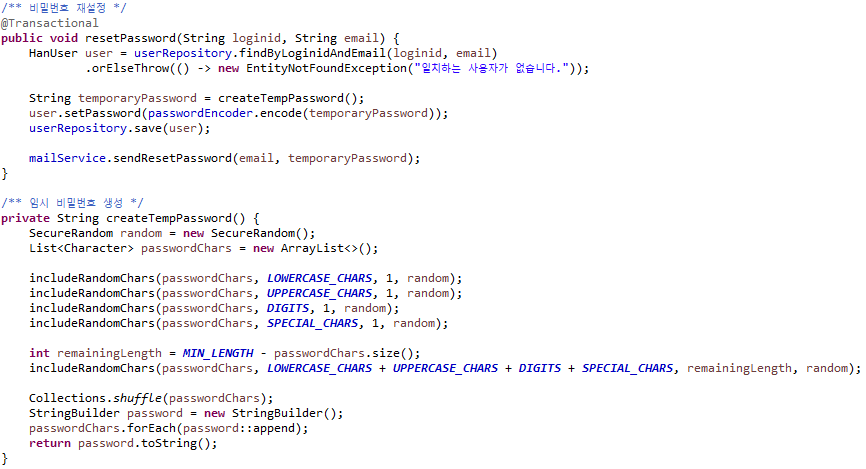 /** 비밀번호 재설정 */
@Transactional
public void resetPassword(String loginid, String email) {
    HanUser user = userRepository.findByLoginidAndEmail(loginid, email)
            .orElseThrow(() -> new EntityNotFoundException("일치하는 사용자가 없습니다."));

    String temporaryPassword = createTempPassword();
    user.setPassword(passwordEncoder.encode(temporaryPassword));
    userRepository.save(user);

    mailService.sendResetPassword(email, temporaryPassword);
}

/** 임시 비밀번호 생성 */
private String createTempPassword() {
    SecureRandom random = new SecureRandom();
    List<Character> passwordChars = new ArrayList<>();

    includeRandomChars(passwordChars, LOWERCASE_CHARS, 1, random);
    includeRandomChars(passwordChars, UPPERCASE_CHARS, 1, random);
    includeRandomChars(passwordChars, DIGITS, 1, random);
    includeRandomChars(passwordChars, SPECIAL_CHARS, 1, random);

    int remainingLength = MIN_LENGTH - passwordChars.size();
    includeRandomChars(passwordChars, LOWERCASE_CHARS + UPPERCASE_CHARS + DIGITS + SPECIAL_CHARS, remainingLength, random);

    Collections.shuffle(passwordChars);
    StringBuilder password = new StringBuilder();
    passwordChars.forEach(password::append);
    return password.toString();
}